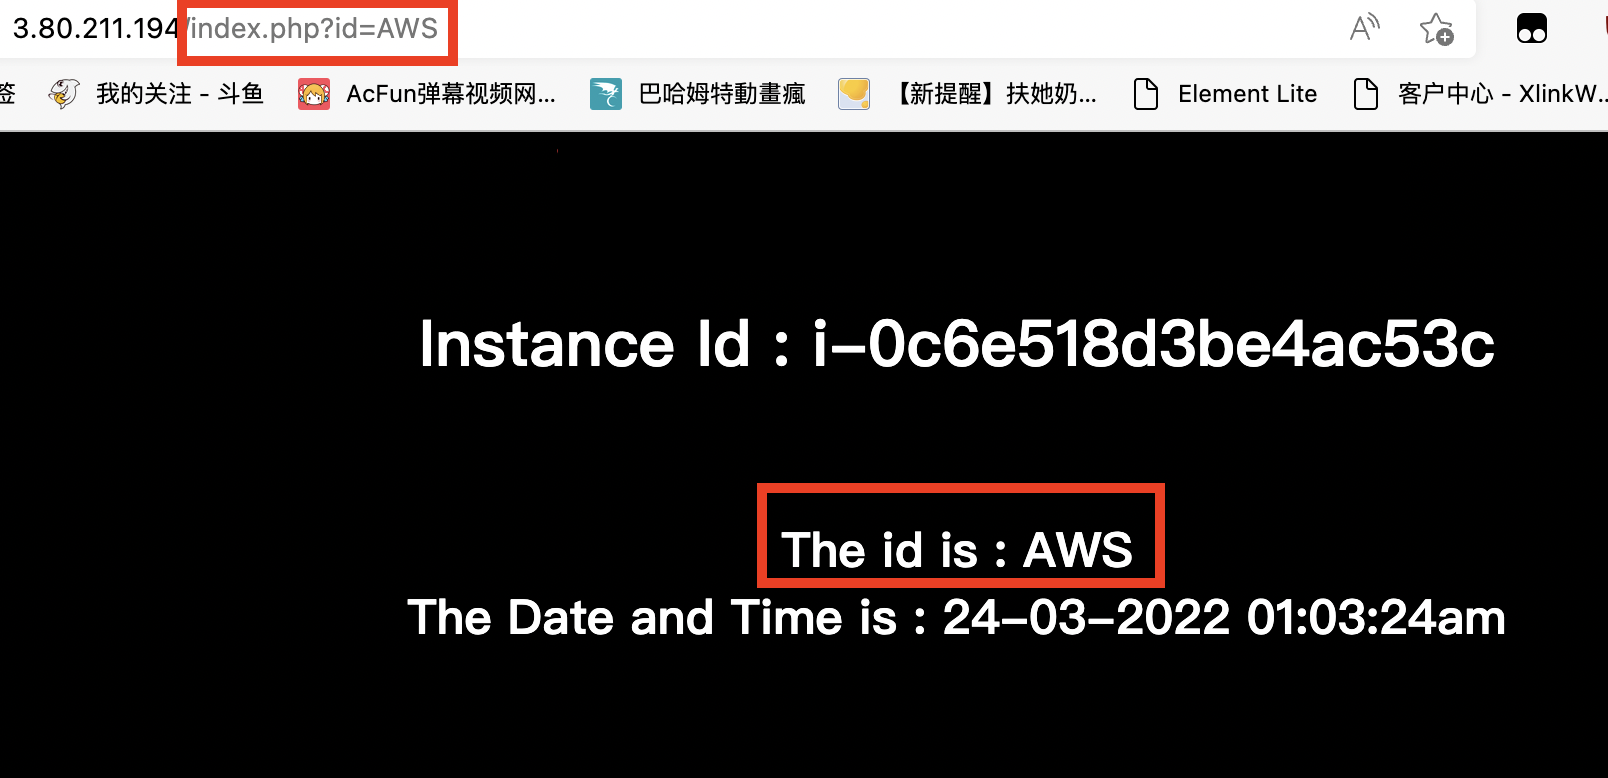 3.80.211.194/index.php?id=AWS
签 我的关注 - 斗鱼 AcFun弹幕视频网... 巴哈姆特動畫瘋 【新提醒】扶她奶... Element Lite 客户中心 - XlinkW...
Instance Id : i-0c6e518d3be4ac53c
The id is : AWS
The Date and Time is : 24-03-2022 01:03:24am